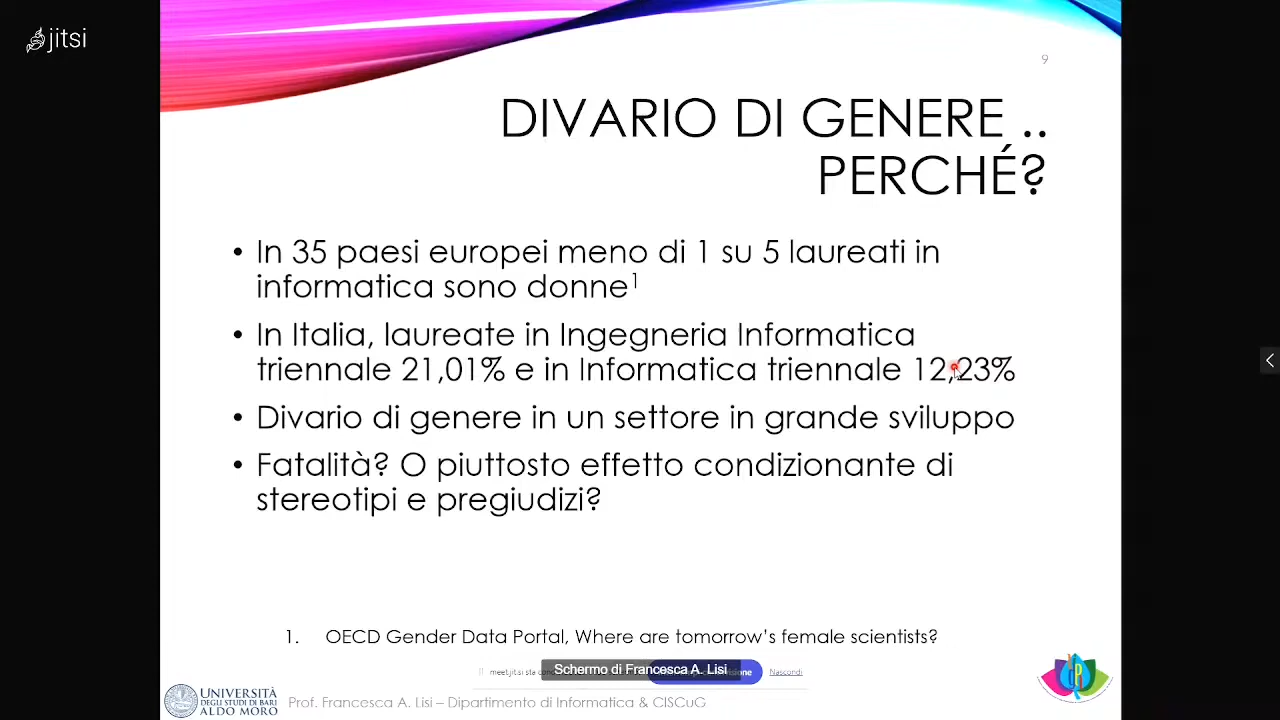 jitsi
9
DIVARIO DI GENERE ..
PERCHÉ?
• In 35 paesi europei meno di 1 su 5 laureati in
informatica sono donne¹
• In Italia, laureate in Ingegneria Informatica
triennale 21,01% e in Informatica triennale 12,23%
• Divario di genere in un settore in grande sviluppo
• Fatalità? O piuttosto effetto condizionante di
stereotipi e pregiudizi?
1. OECD Gender Data Portal, Where are tomorrow's female scientists?
meet.jit.si sta
Schermo di Francesca A. Lisi
Nascondi
UNIVERSITÀ
DEGLI STUDI DI BARI
ALDO MORO
Prof. Francesca A. Lisi – Dipartimento di Informatica & CISCuG